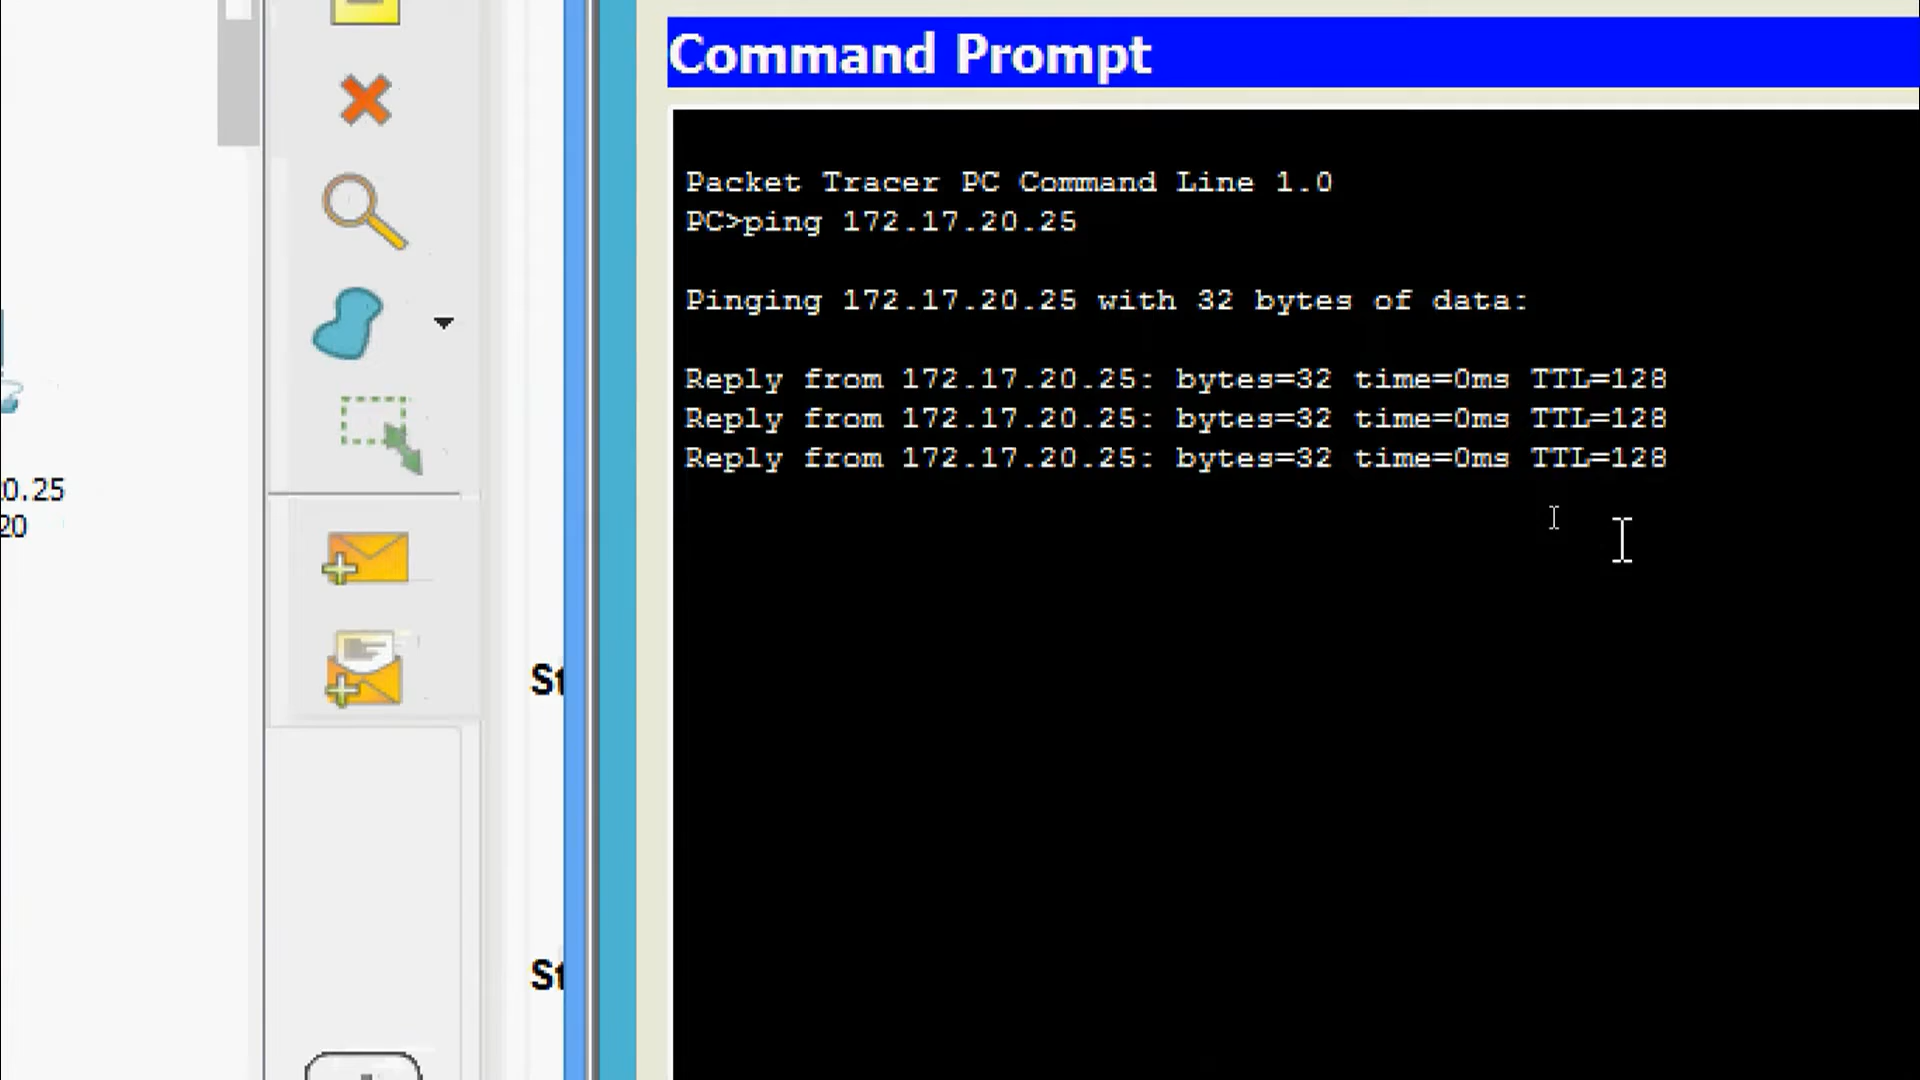 Command Prompt
Packet Tracer PC Command Line 1.0
PC>ping 172.17.20.25
Pinging 172.17.20.25 with 32 bytes of data:
Reply from 172.17.20.25: bytes=32 time=0ms TTL=128
Reply from 172.17.20.25: bytes=32 time=0ms TTL=128
Reply from 172.17.20.25: bytes=32 time=0ms TTL=128
0.25
20
St
St